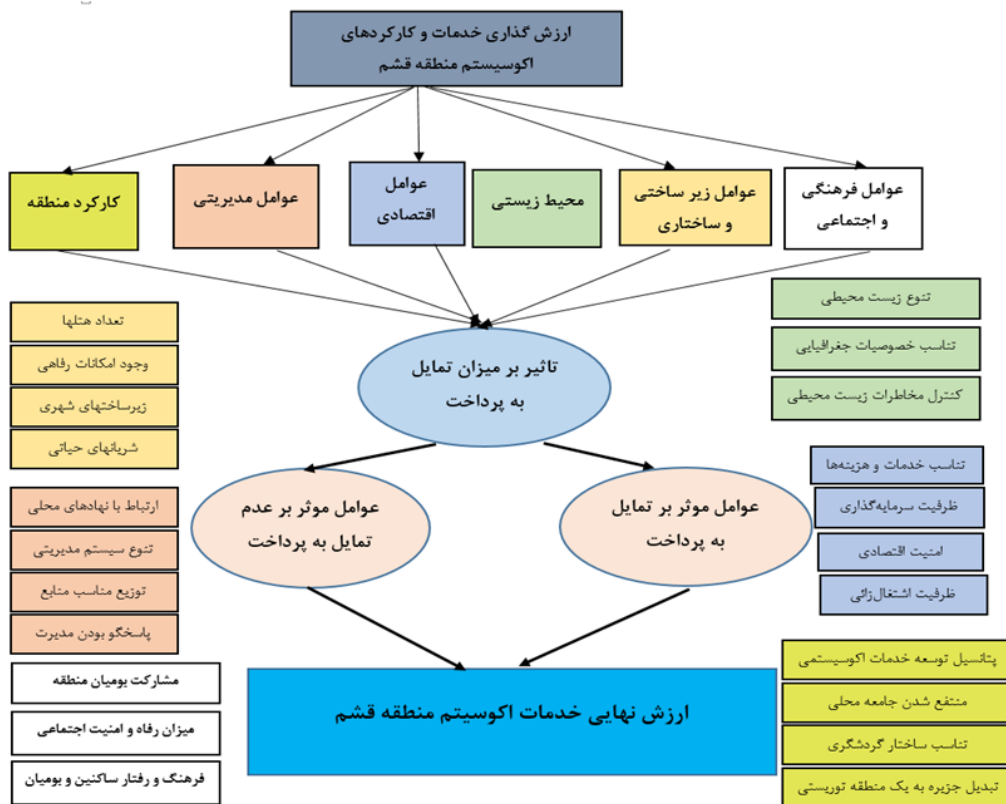 ارزش گذاری خدمات و کارکردهای
اکوسیستم منطقه قشم
عوامل فرهنگی
و اجتماعی
عوامل زیر ساختی
و ساختاری
محیط زیستی
عوامل
اقتصادی
عوامل مدیریتی
کارکرد منطقه
تاثیر بر میزان تمایل
به پرداخت
عوامل موثر بر تمایل
به پرداخت
عوامل موثر بر عدم
تمایل به پرداخت
ارزش نهایی خدمات اکوسیتم منطقه قشم
تنوع زیست محیطی
تناسب خصوصیات جغرافیایی
کنترل مخاطرات زیست محیطی
تناسب خدمات و هزینه‌ها
ظرفیت سرمایه‌گذاری
امنیت اقتصادی
ظرفیت اشتغال‌زائی
پتانسیل توسعه خدمات اکوسیستمی
منتفع شدن جامعه محلی
تناسب ساختار گردشگری
تبدیل جزیره به یک منطقه توریستی
تعداد هتلها
وجود امکانات رفاهی
زیرساختهای شهری
شریانهای حیاتی
ارتباط با نهادهای محلی
تنوع سیستم مدیریتی
توزیع مناسب منابع
پاسخگو بودن مدیرت
مشارکت بومیان منطقه
میزان رفاه و امنیت اجتماعی
فرهنگ و رفتار ساکنین و بومیان